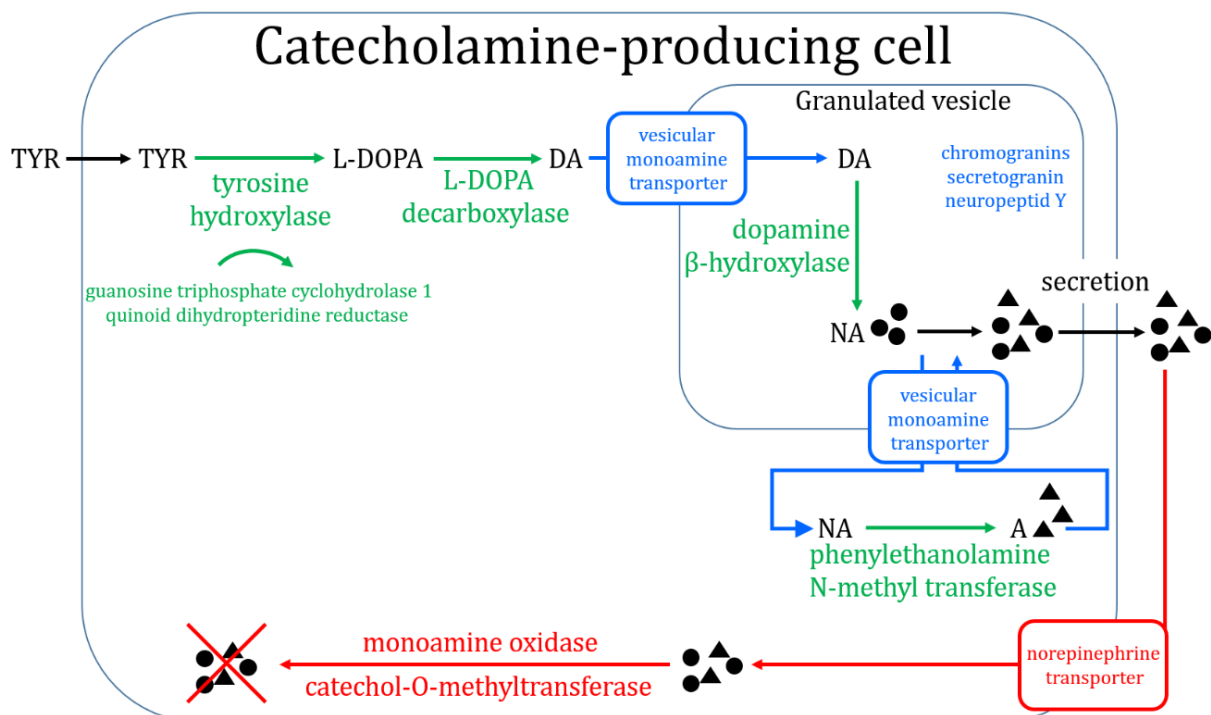 Catecholamine-producing cell
Granulated vesicle
TYR
TYR
L-DOPA
DA
vesicular
monoamine
transporter
DA
chromogranins
secretogranin
neuropeptid Y
tyrosine
hydroxylase
L-DOPA
decarboxylase
dopamine
β-hydroxylase
guanosine triphosphate cyclohydrolase 1
quinoid dihydropteridine reductase
secretion
NA
vesicular
monoamine
transporter
NA
A
phenylethanolamine
N-methyl transferase
monoamine oxidase
catechol-O-methyltransferase
norepinephrine
transporter